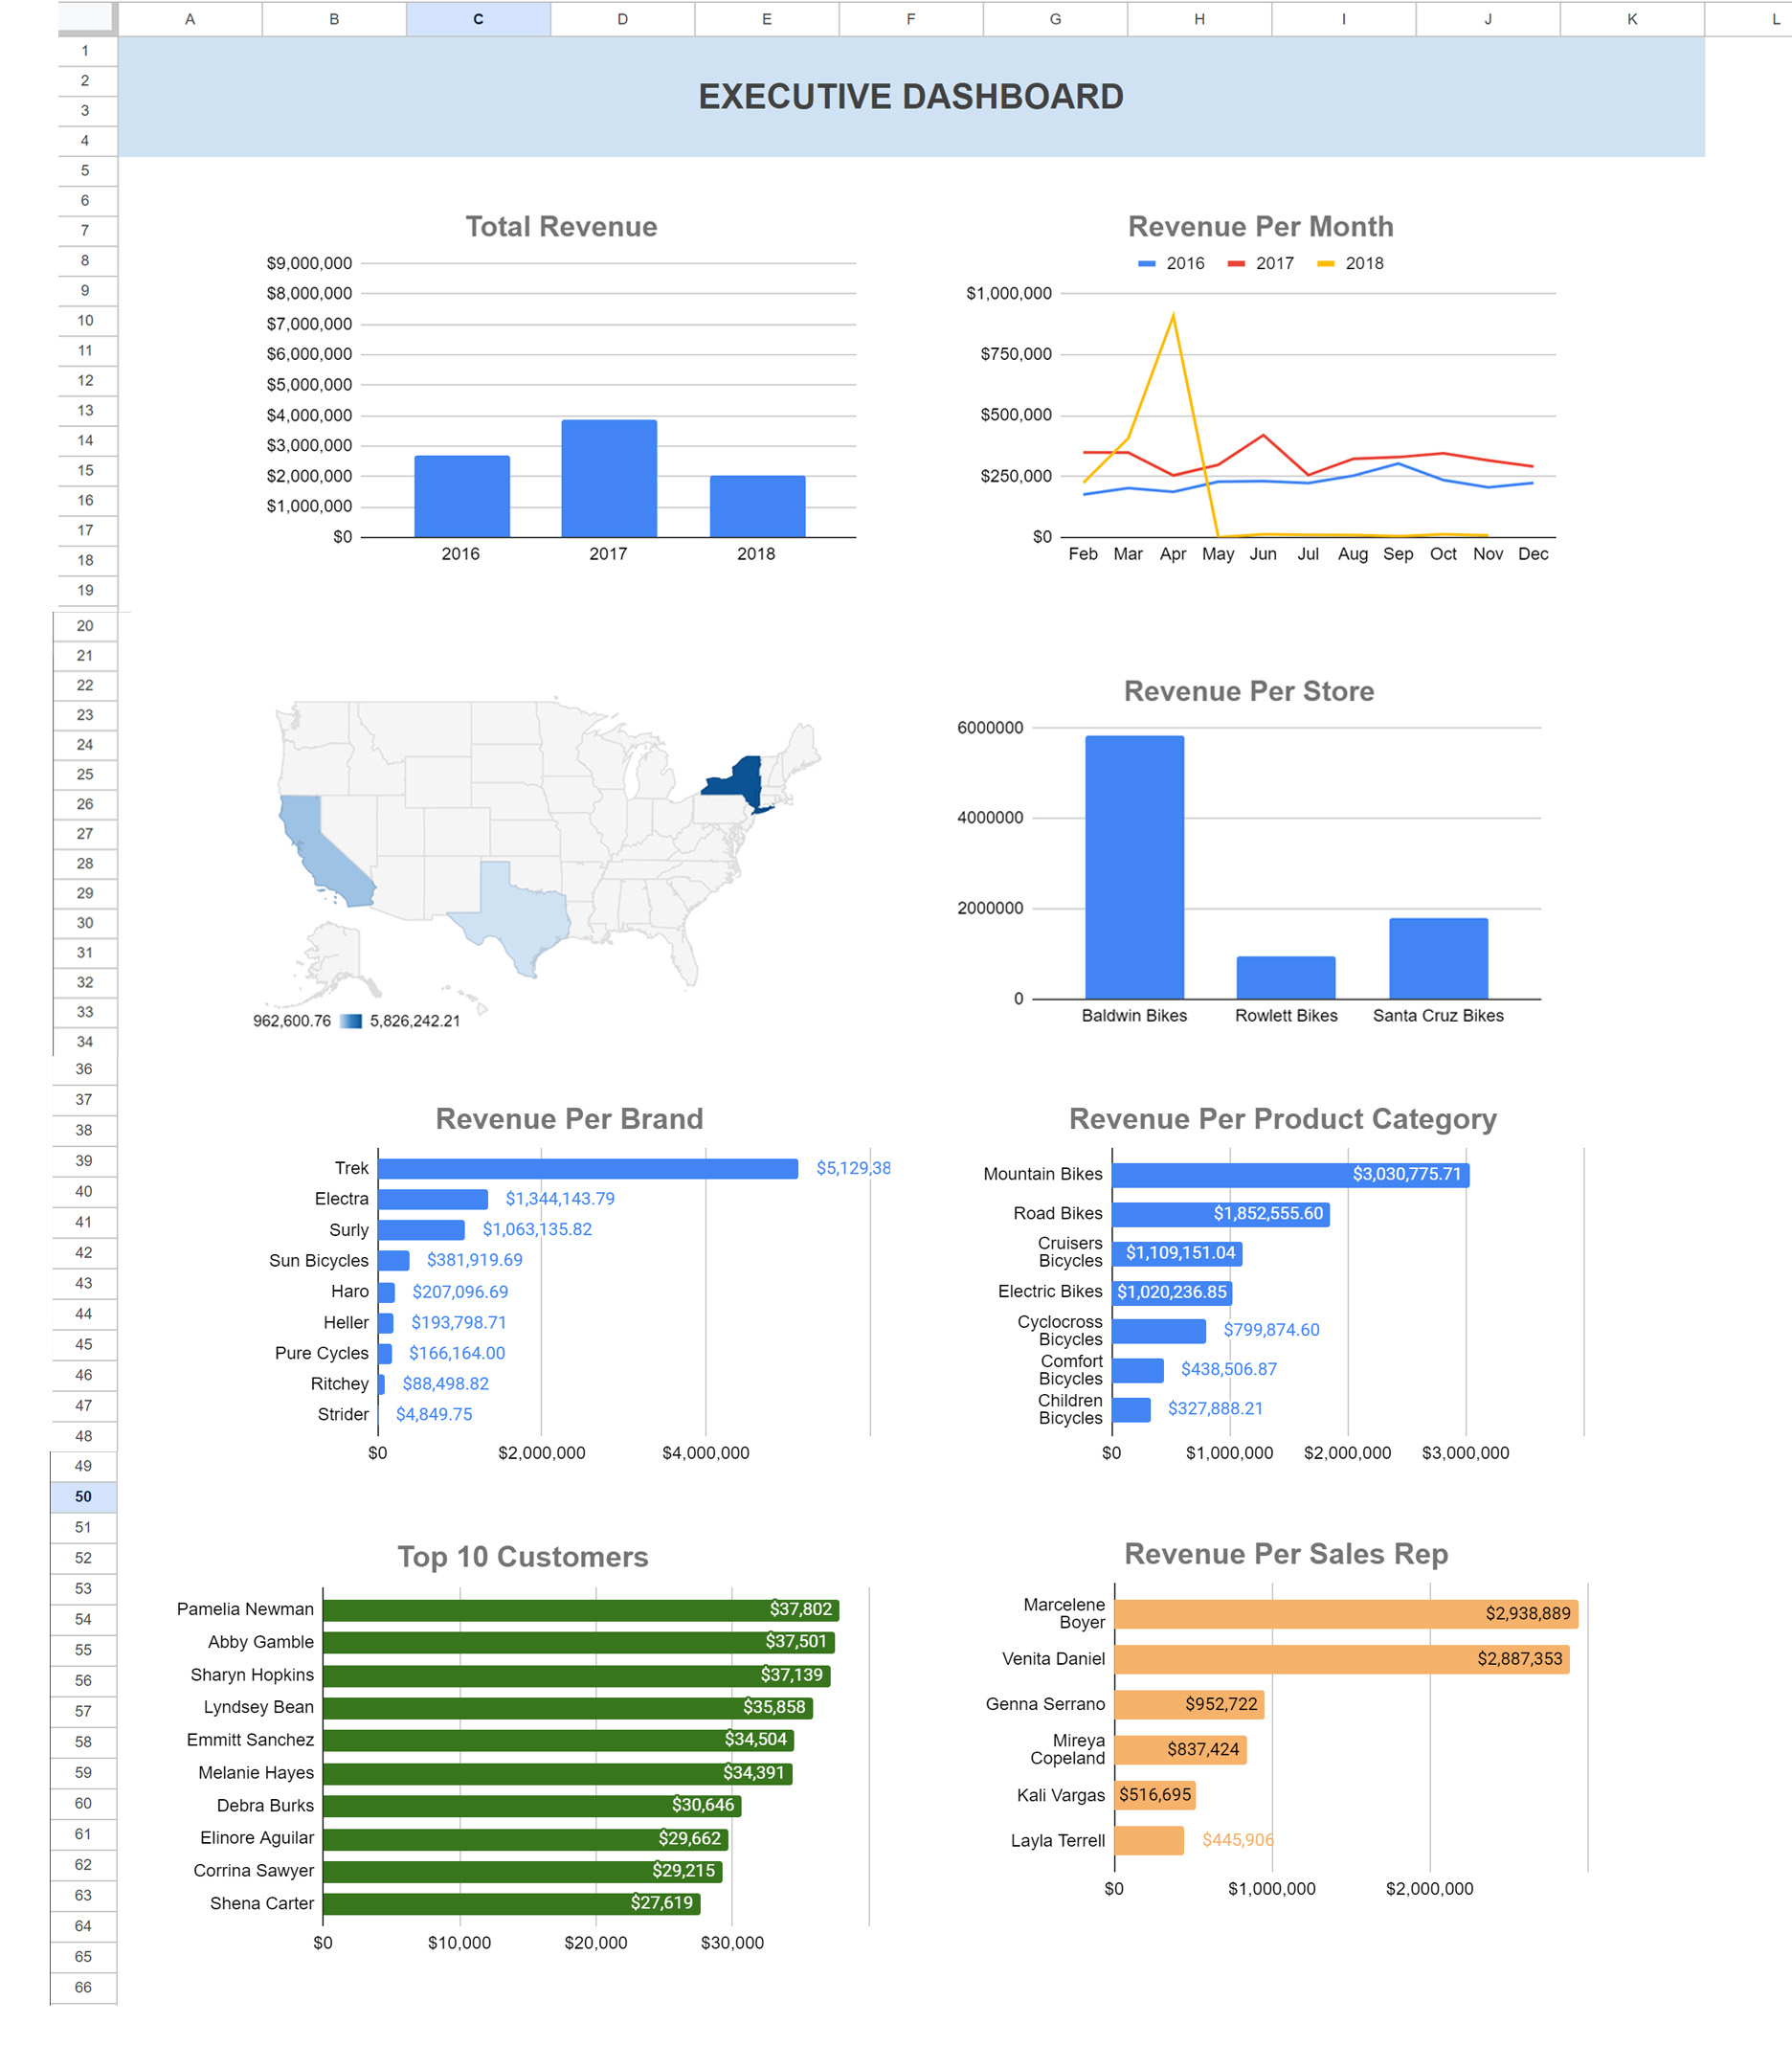 A B C D E F G H I J K L
1
2
3
4
5
6
7
8
9
10
11
12
13
14
15
16
17
18
19
20
21
22
23
24
25
26
27
28
29
30
31
32
33
34
36
37
38
39
40
41
42
43
44
45
46
47
48
49
50
51
52
53
54
55
56
57
58
59
60
61
62
63
64
65
66
EXECUTIVE DASHBOARD
Total Revenue
$9,000,000
$8,000,000
$7,000,000
$6,000,000
$5,000,000
$4,000,000
$3,000,000
$2,000,000
$1,000,000
$0
2016 2017 2018
Revenue Per Month
2016 2017 2018
$1,000,000
$750,000
$500,000
$250,000
$0
Feb Mar Apr May Jun Jul Aug Sep Oct Nov Dec
962,600.76 5,826,242.21
Revenue Per Store
6000000
4000000
2000000
0
Baldwin Bikes Rowlett Bikes Santa Cruz Bikes
Revenue Per Brand
Trek $5,129,38
Electra $1,344,143.79
Surly $1,063,135.82
Sun Bicycles $381,919.69
Haro $207,096.69
Heller $193,798.71
Pure Cycles $166,164.00
Ritchey $88,498.82
Strider $4,849.75
$0 $2,000,000 $4,000,000
Revenue Per Product Category
Mountain Bikes $3,030,775.71
Road Bikes $1,852,555.60
Cruisers
Bicycles $1,109,151.04
Electric Bikes $1,020,236.85
Cyclocross
Bicycles $799,874.60
Comfort
Bicycles $438,506.87
Children
Bicycles $327,888.21
$0 $1,000,000 $2,000,000 $3,000,000
Top 10 Customers
Pamelia Newman $37,802
Abby Gamble $37,501
Sharyn Hopkins $37,139
Lyndsey Bean $35,858
Emmitt Sanchez $34,504
Melanie Hayes $34,391
Debra Burks $30,646
Elinore Aguilar $29,662
Corrina Sawyer $29,215
Shena Carter $27,619
$0 $10,000 $20,000 $30,000
Revenue Per Sales Rep
Marcelene
Boyer $2,938,889
Venita Daniel $2,887,353
Genna Serrano $952,722
Mireya
Copeland $837,424
Kali Vargas $516,695
Layla Terrell $445,906
$0 $1,000,000 $2,000,000